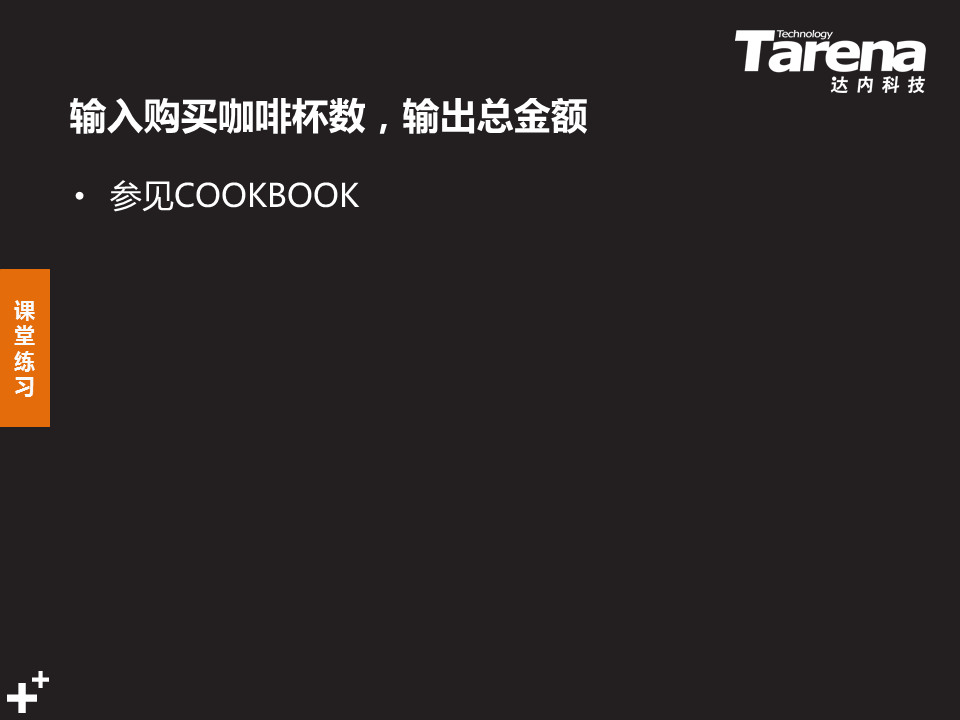 Technology
Tarena
达内科技
输入购买咖啡杯数，输出总金额
• 参见COOKBOOK
课
堂
练
习